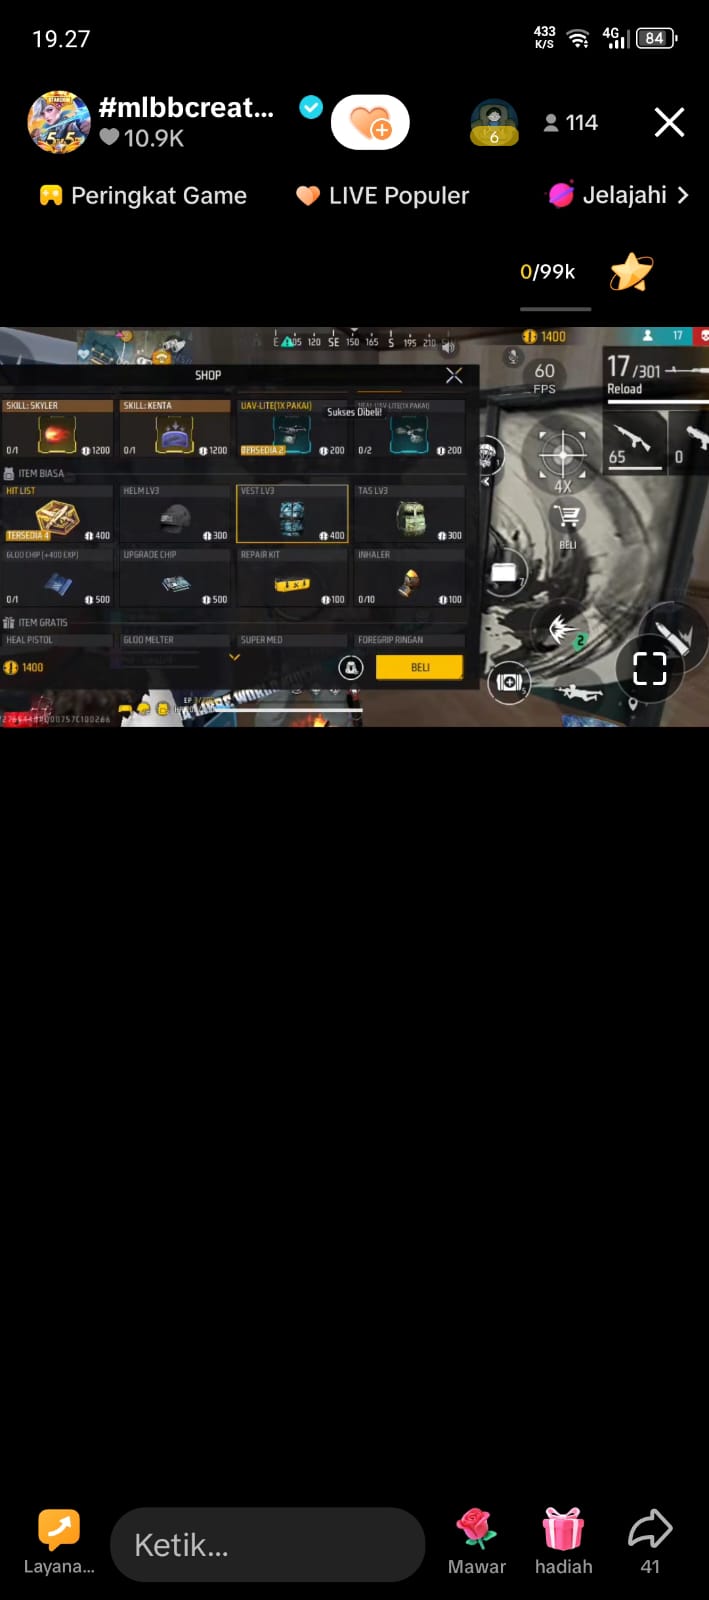 19.27
433 K/S
4G
84
#mlbbcreat...
10.9K
6
114
Peringkat Game
LIVE Populer
Jelajahi
0/99k
E
105 120 SE 150 165 S 195 210
1400
17
SHOP
60
FPS
17/301
Reload
SKILL: SKYLER
SKILL: KENTA
UAV-LITE(1X PAKAI)
Sukses Dibeli!
0/1
1200
0/1
1200
TERSEDIA 2
200
0/2
200
65
0
4X
ITEM BIASA
HIT LIST
HELM LV3
VEST LV3
TAS LV3
TERSEDIA 4
400
300
400
300
BELI
GLOO CHIP (+400 EXP)
UPGRADE CHIP
REPAIR KIT
INHALER
0/1
500
500
100
0/10
100
7
2
ITEM GRATIS
HEAL PISTOL
GLOO MELTER
SUPER MED
FOREGRIP RINGAN
1400
BELI
5
EP
Layana...
Ketik...
Mawar
hadiah
41